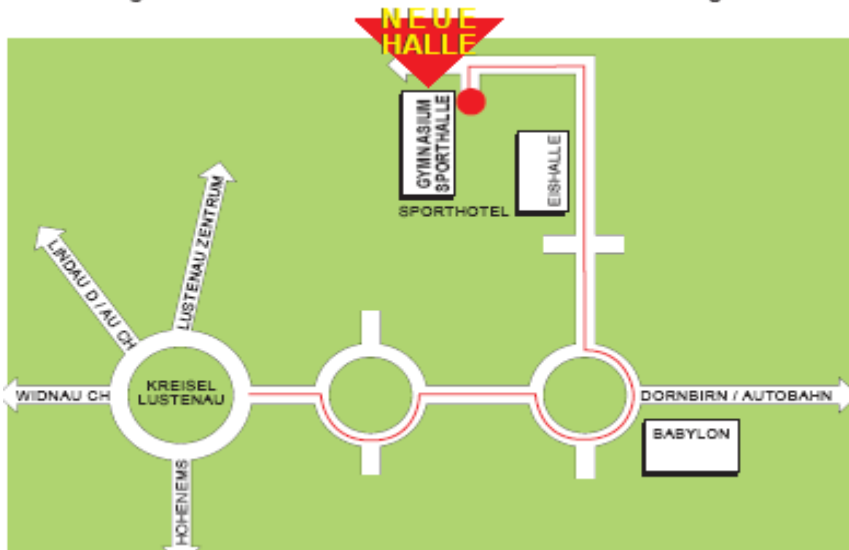 NEUE
HALLE
GYMNASIUM
SPORTHALLE
EISHALLE
SPORTHOTEL
LUSTENAU ZENTRUM
LINDAU D / AU CH
KREISEL
LUSTENAU
WIDNAU CH
DORNBIRN / AUTOBAHN
BABYLON
HOHENEMS